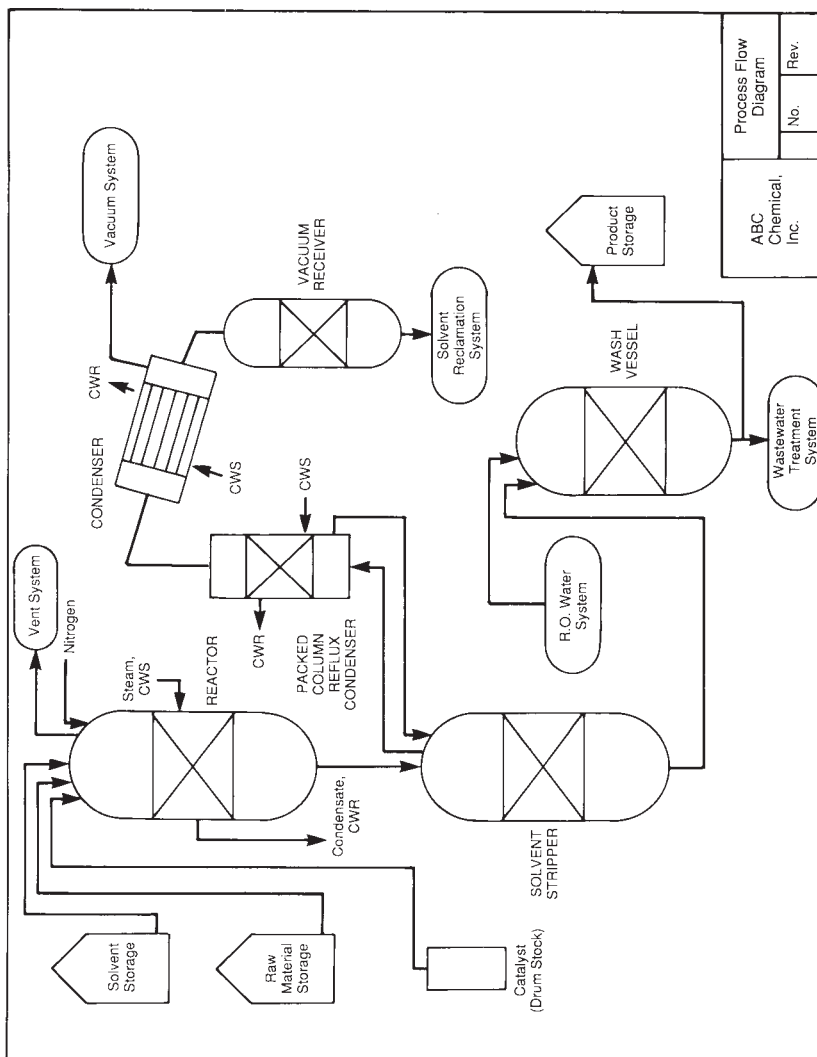 Solvent
Storage
Raw
Material
Storage
Catalyst
(Drum Stock)
Vent System
Nitrogen
Steam,
CWS
REACTOR
Condensate,
CWR
SOLVENT
STRIPPER
PACKED
COLUMN
REFLUX
CONDENSER
CWR
CWS
CONDENSER
CWS
CWR
Vacuum System
VACUUM
RECEIVER
Solvent
Reclamation
System
R.O. Water
System
WASH
VESSEL
Wastewater
Treatment
System
Product
Storage
ABC
Chemical,
Inc.
Process Flow
Diagram
No.
Rev.